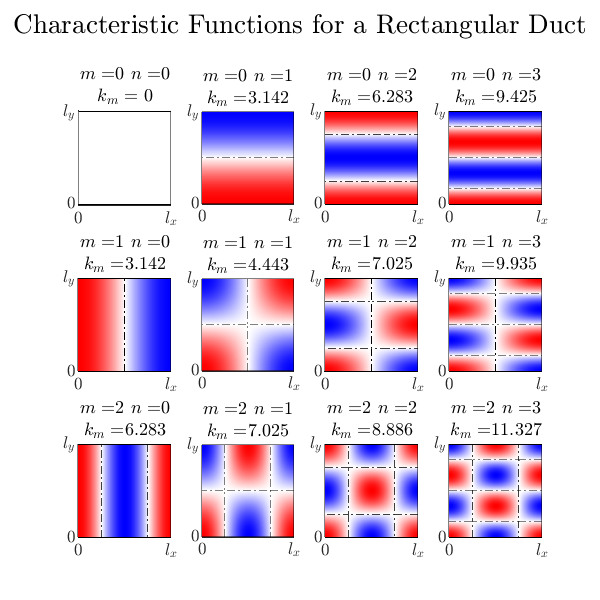 Characteristic Functions for a Rectangular Duct
m =0 n =0
k_m = 0
l_y
0
0 l_x
m =0 n =1
k_m =3.142
l_y
0
0 l_x
m =0 n =2
k_m =6.283
l_y
0
0 l_x
m =0 n =3
k_m =9.425
l_y
0
0 l_x
m =1 n =0
k_m =3.142
l_y
0
0 l_x
m =1 n =1
k_m =4.443
l_y
0
0 l_x
m =1 n =2
k_m =7.025
l_y
0
0 l_x
m =1 n =3
k_m =9.935
l_y
0
0 l_x
m =2 n =0
k_m =6.283
l_y
0
0 l_x
m =2 n =1
k_m =7.025
l_y
0
0 l_x
m =2 n =2
k_m =8.886
l_y
0
0 l_x
m =2 n =3
k_m =11.327
l_y
0
0 l_x